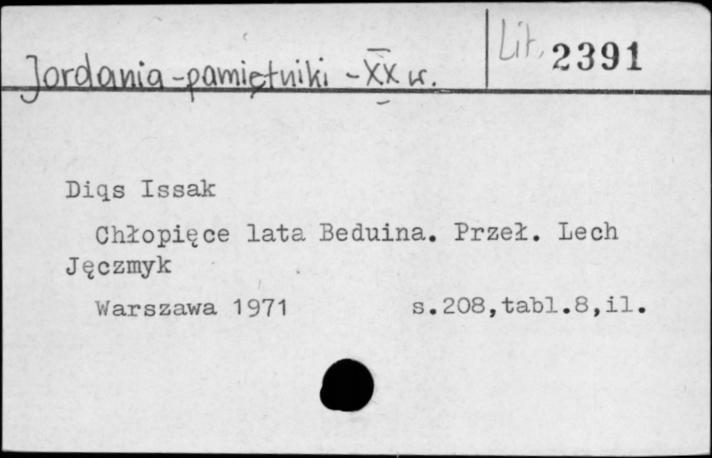 Jordania - pamiętniki - XX w.
Lit. 2391
Diqs Issak
Chłopięce lata Beduina. Przeł. Lech
Jęczmyk
Warszawa 1971 s.208,tabl.8,il.